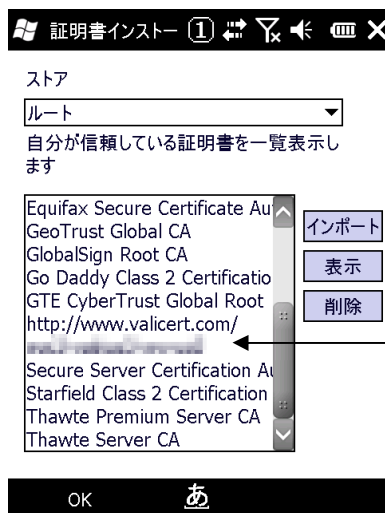 証明書インストー 1
ストア
ルート
自分が信頼している証明書を一覧表示し
ます
Equifax Secure Certificate Au
GeoTrust Global CA
GlobalSign Root CA
Go Daddy Class 2 Certificatio
GTE CyberTrust Global Root
http://www.valicert.com/
Secure Server Certification Au
Starfield Class 2 Certification
Thawte Premium Server CA
Thawte Server CA
インポート
表示
削除
OK あ